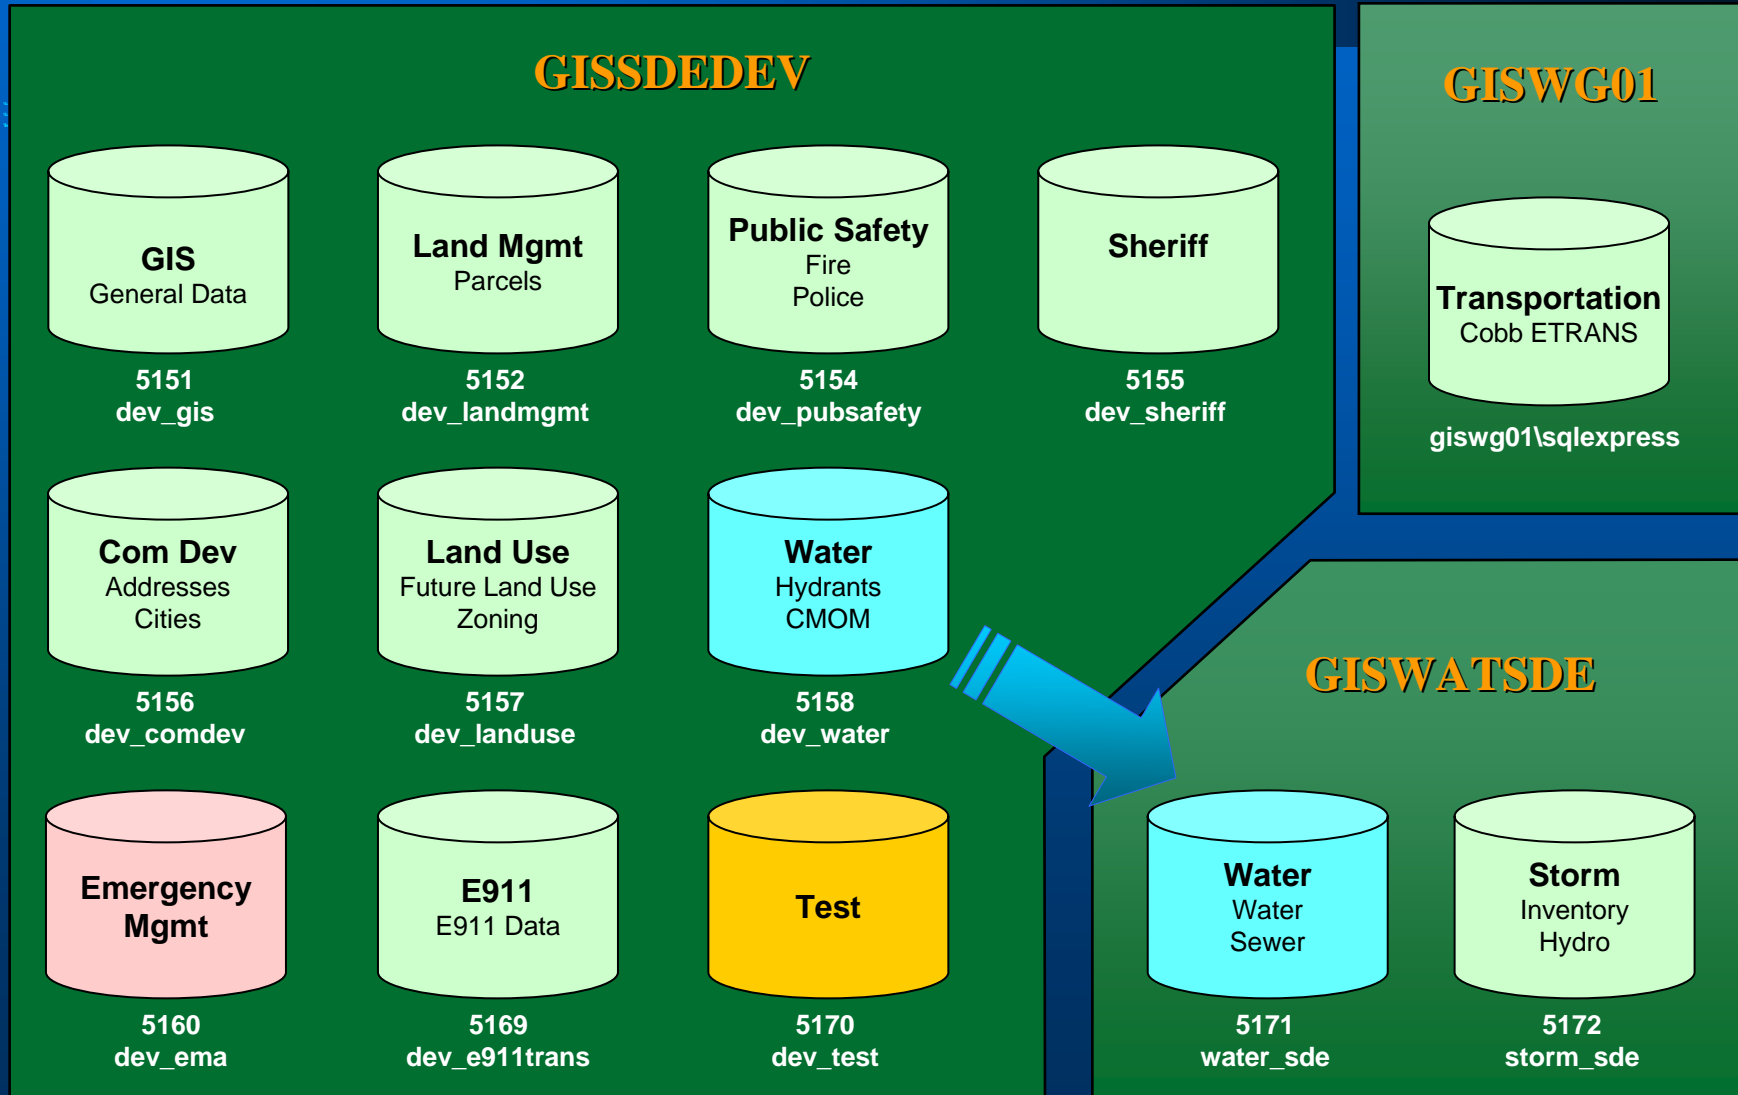 GISSDEDEV
GIS
General Data
5151
dev_gis
Land Mgmt
Parcels
5152
dev_landmgmt
Public Safety
Fire
Police
5154
dev_pubsafety
Sheriff
5155
dev_sheriff
Com Dev
Addresses
Cities
5156
dev_comdev
Land Use
Future Land Use
Zoning
5157
dev_landuse
Water
Hydrants
CMOM
5158
dev_water
Emergency
Mgmt
5160
dev_ema
E911
E911 Data
5169
dev_e911trans
Test
5170
dev_test
GISWG01
Transportation
Cobb ETRANS
giswg01\sqlexpress
GISWATSDE
Water
Water
Sewer
5171
water_sde
Storm
Inventory
Hydro
5172
storm_sde